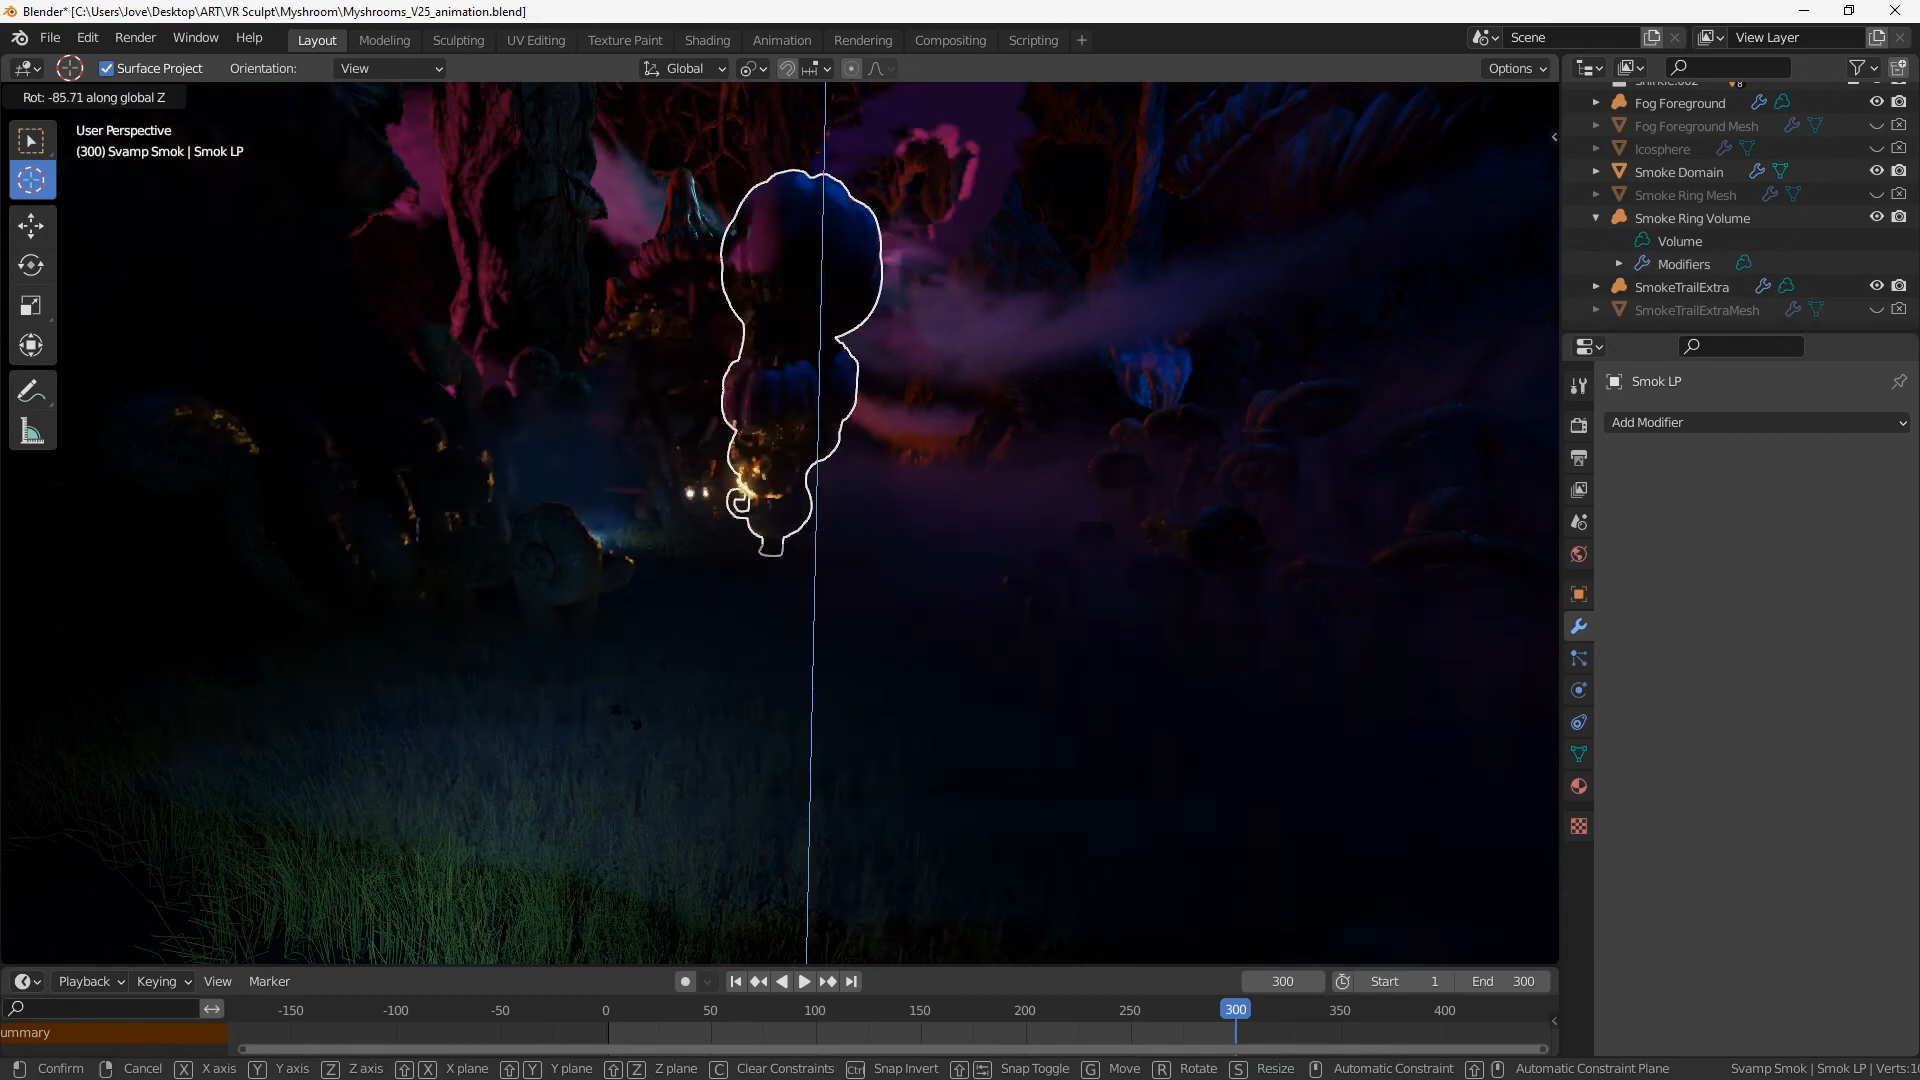 Blender* [C:\Users\Jove\Desktop\ART\VR Sculpt\Myshroom\Myshrooms_V25_animation.blend]
File Edit Render Window Help Layout Modeling Sculpting UV Editing Texture Paint Shading Animation Rendering Compositing Scripting + Scene View Layer
Surface Project Orientation: View Global Options
Rot: -85.71 along global Z
User Perspective
(300) Svamp Smok | Smok LP
Fog Foreground
Fog Foreground Mesh
Icosphere
Smoke Domain
Smoke Ring Mesh
Smoke Ring Volume
Volume
Modifiers
SmokeTrailExtra
SmokeTrailExtraMesh
Smok LP
Add Modifier
Playback Keying View Marker 300 Start 1 End 300
-150 -100 -50 0 50 100 150 200 250 300 350 400
ummary
Confirm Cancel X X axis Y Y axis Z Z axis X X plane Y Y plane Z Z plane C Clear Constraints Ctrl Snap Invert Snap Toggle G Move R Rotate S Resize Automatic Constraint Automatic Constraint Plane Svamp Smok | Smok LP | Verts:1